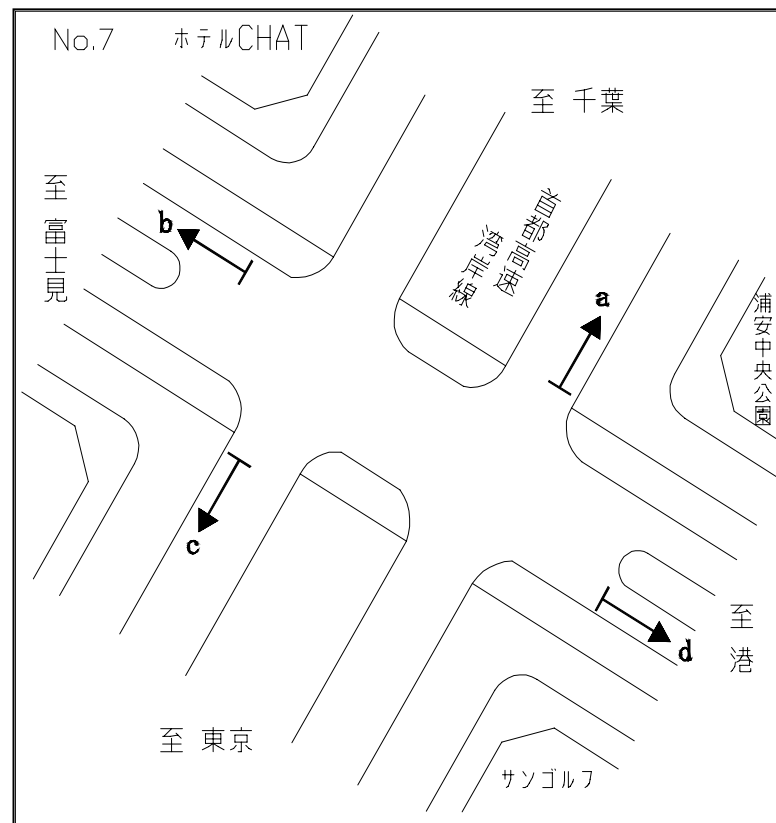 No.7 ホテルCHAT
至 千葉
至 富士見
b
首都高速
湾岸線
a
浦安中央公園
c
至 港
d
至 東京
サンゴルフ